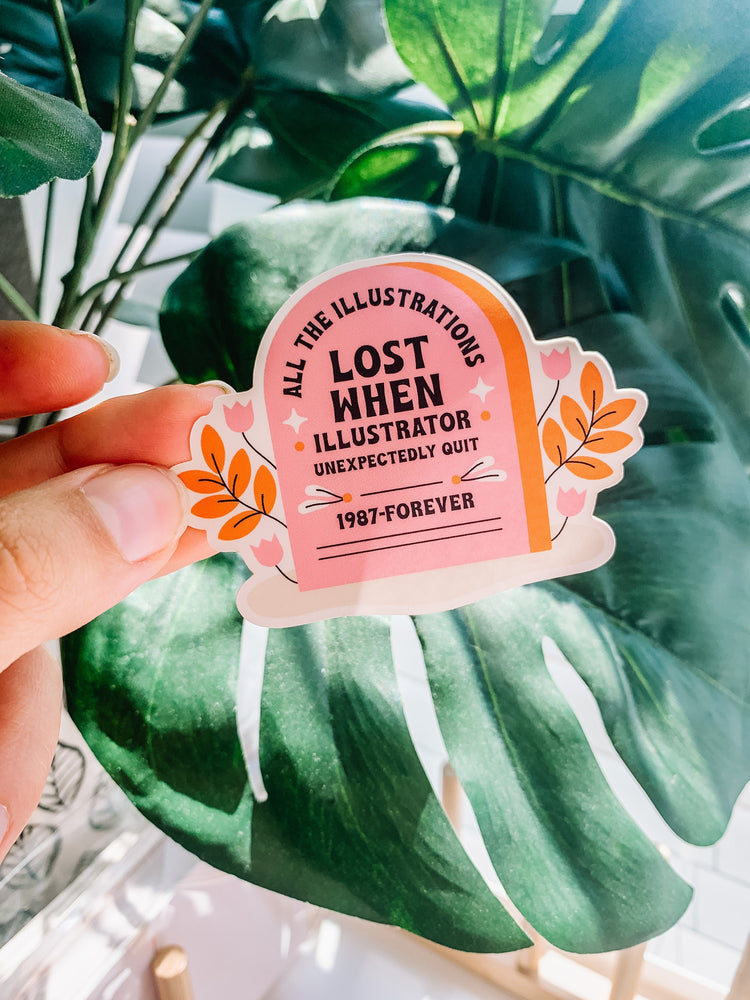 ALL THE ILLUSTRATIONS
LOST
WHEN
ILLUSTRATOR
UNEXPECTEDLY QUIT
1987-FOREVER